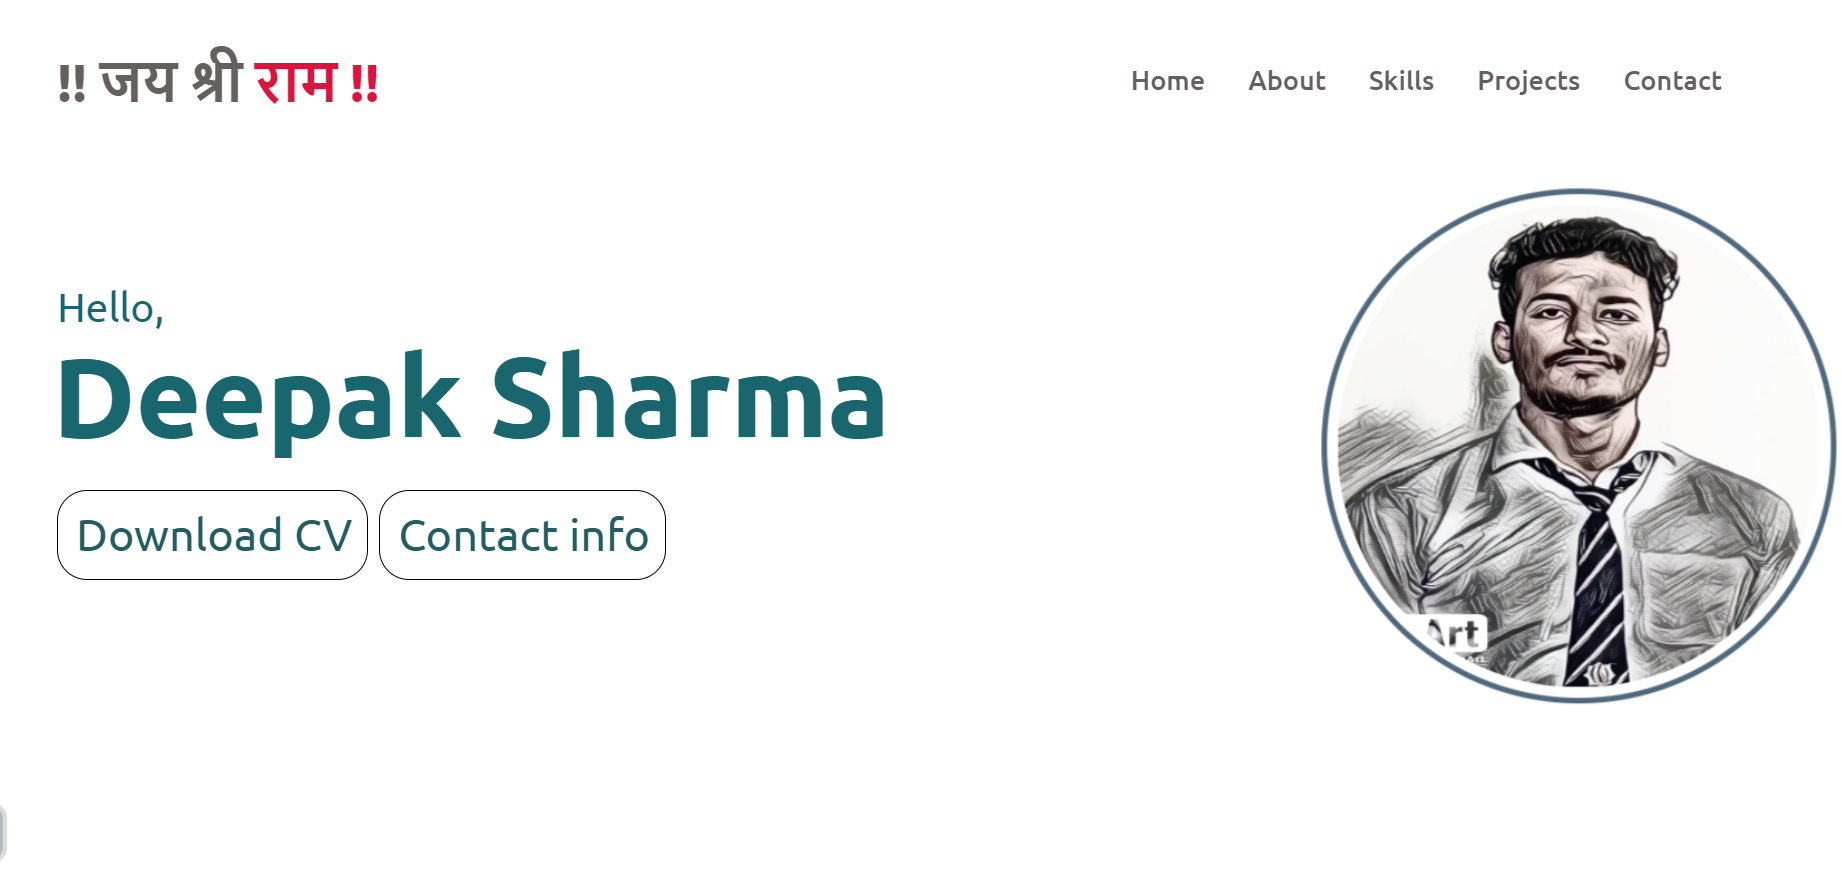 !! जय श्री राम !!
Home About Skills Projects Contact
Hello,
Deepak Sharma
Download CV Contact info
Art